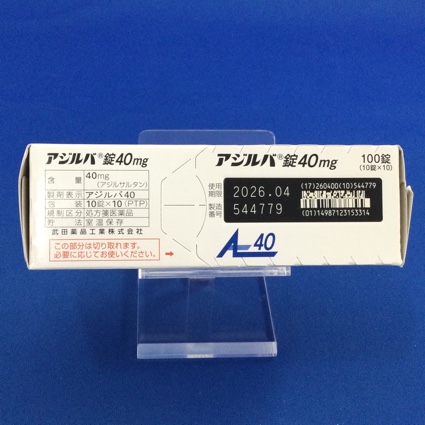 アジルバ®錠40mg
含量 40mg
(アジルサルタン)
製剤表示 アジルバ40
包装 10錠×10(PTP)
規制区分 処方箋医薬品
貯法 室温保存
武田薬品工業株式会社
この部分は切り取れます。
必要に応じてお使いください。
アジルバ®錠40mg
100錠
(10錠×10)
使用期限 2026.04
製造番号 544779
(17)260400(10)544779
(01)14987123153314
A 40